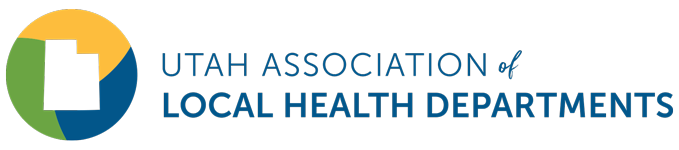 UTAH ASSOCIATION of
LOCAL HEALTH DEPARTMENTS